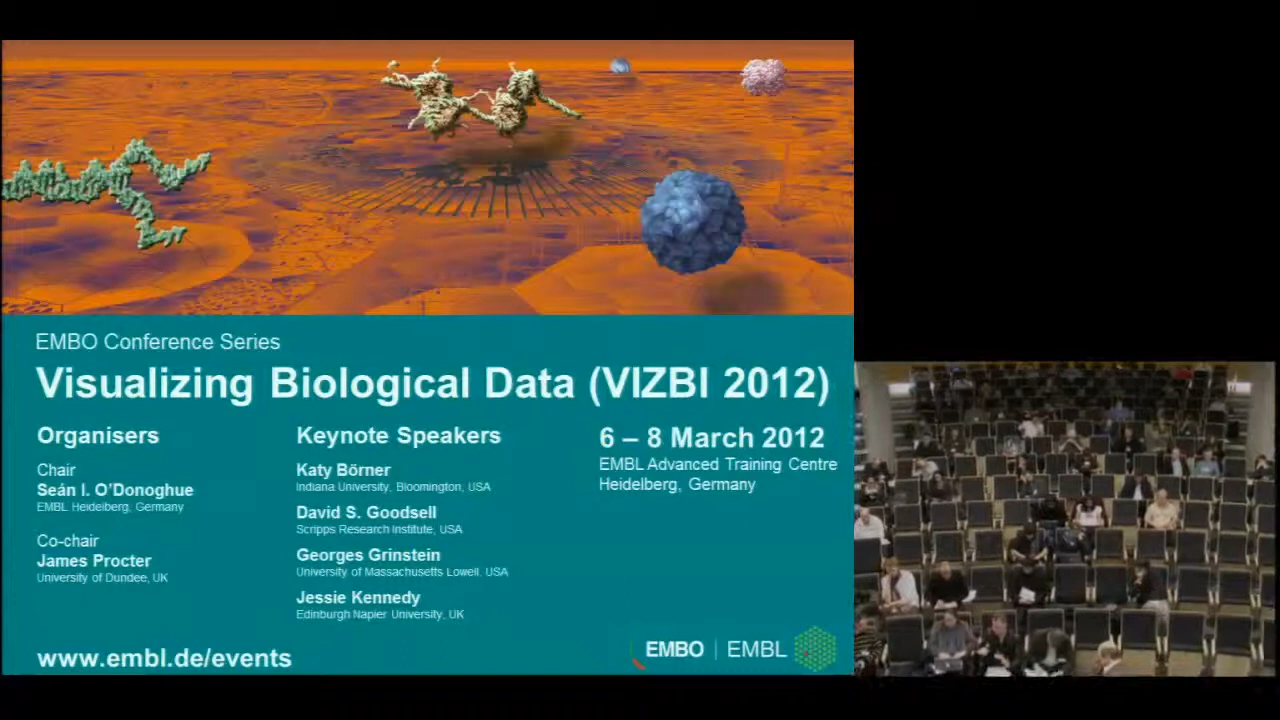 EMBO Conference Series
Visualizing Biological Data (VIZBI 2012)
Organisers
Chair
Seán I. O'Donoghue
EMBL Heidelberg, Germany
Co-chair
James Procter
University of Dundee, UK
Keynote Speakers
Katy Börner
Indiana University, Bloomington, USA
David S. Goodsell
Scripps Research Institute, USA
Georges Grinstein
University of Massachusetts Lowell, USA
Jessie Kennedy
Edinburgh Napier University, UK
6 – 8 March 2012
EMBL Advanced Training Centre
Heidelberg, Germany
www.embl.de/events
EMBO | EMBL